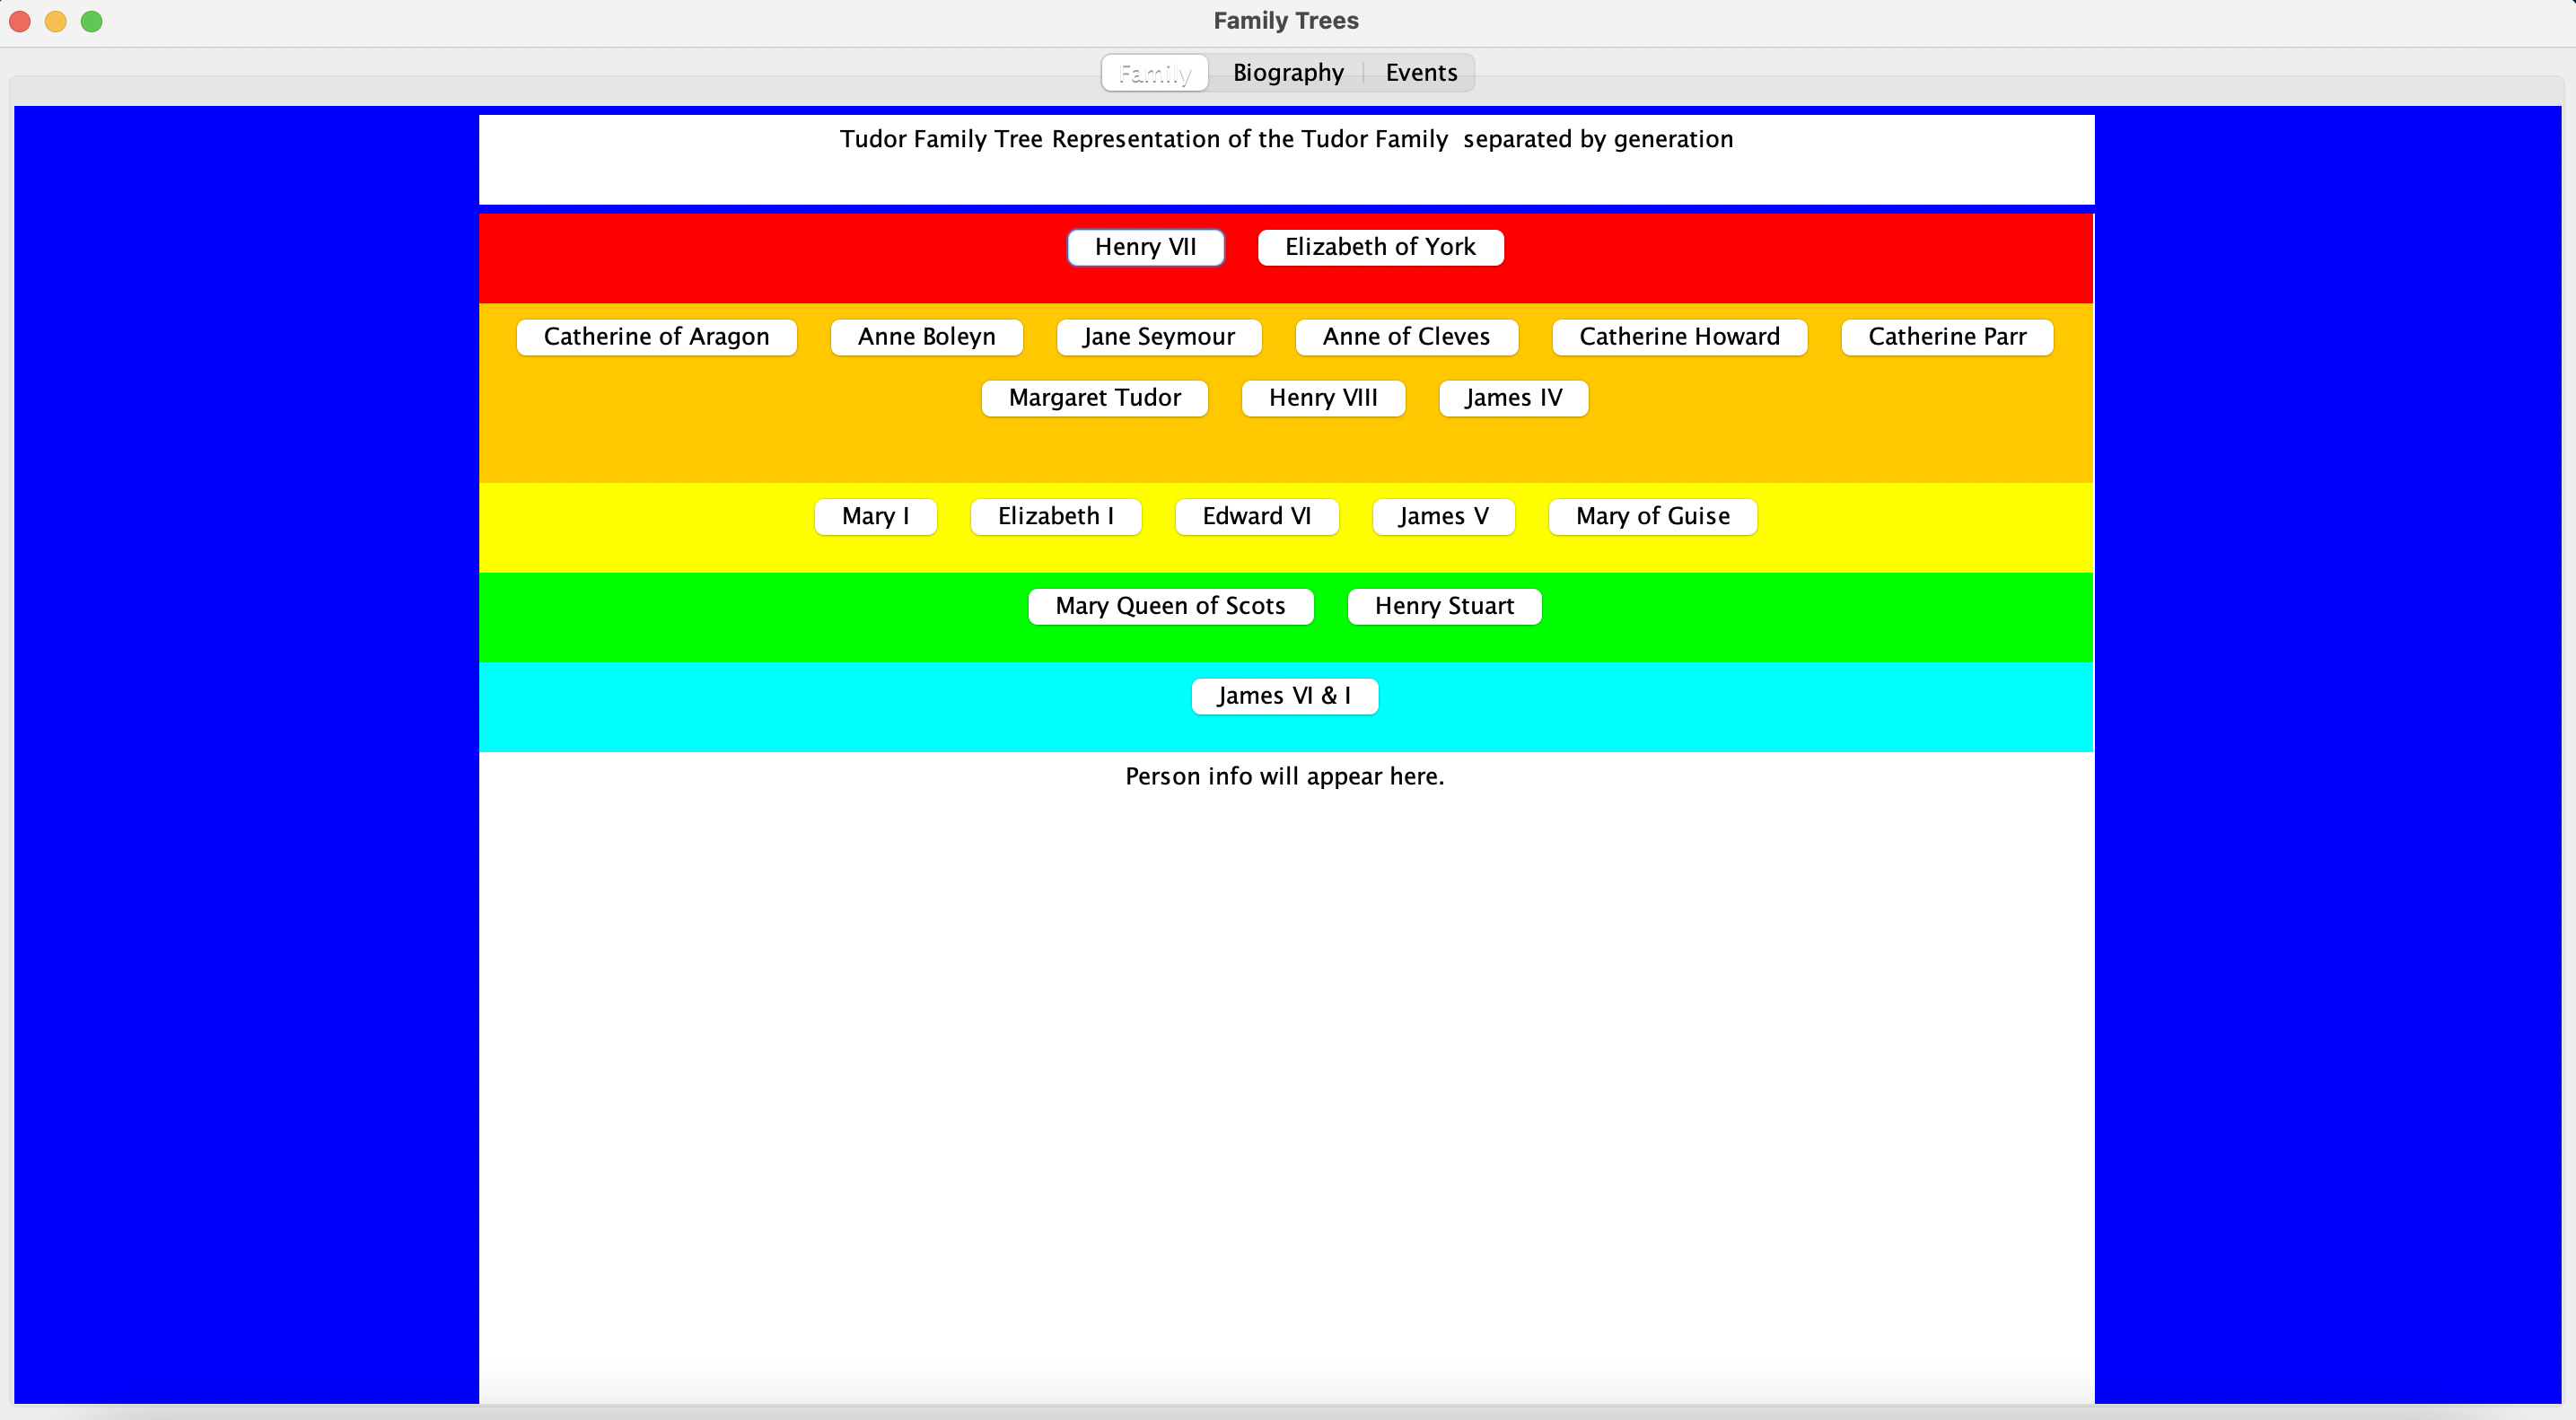 Family Trees
Family Biography Events
Tudor Family Tree Representation of the Tudor Family  separated by generation
Henry VII Elizabeth of York
Catherine of Aragon Anne Boleyn Jane Seymour Anne of Cleves Catherine Howard Catherine Parr
Margaret Tudor Henry VIII James IV
Mary I Elizabeth I Edward VI James V Mary of Guise
Mary Queen of Scots Henry Stuart
James VI & I
Person info will appear here.